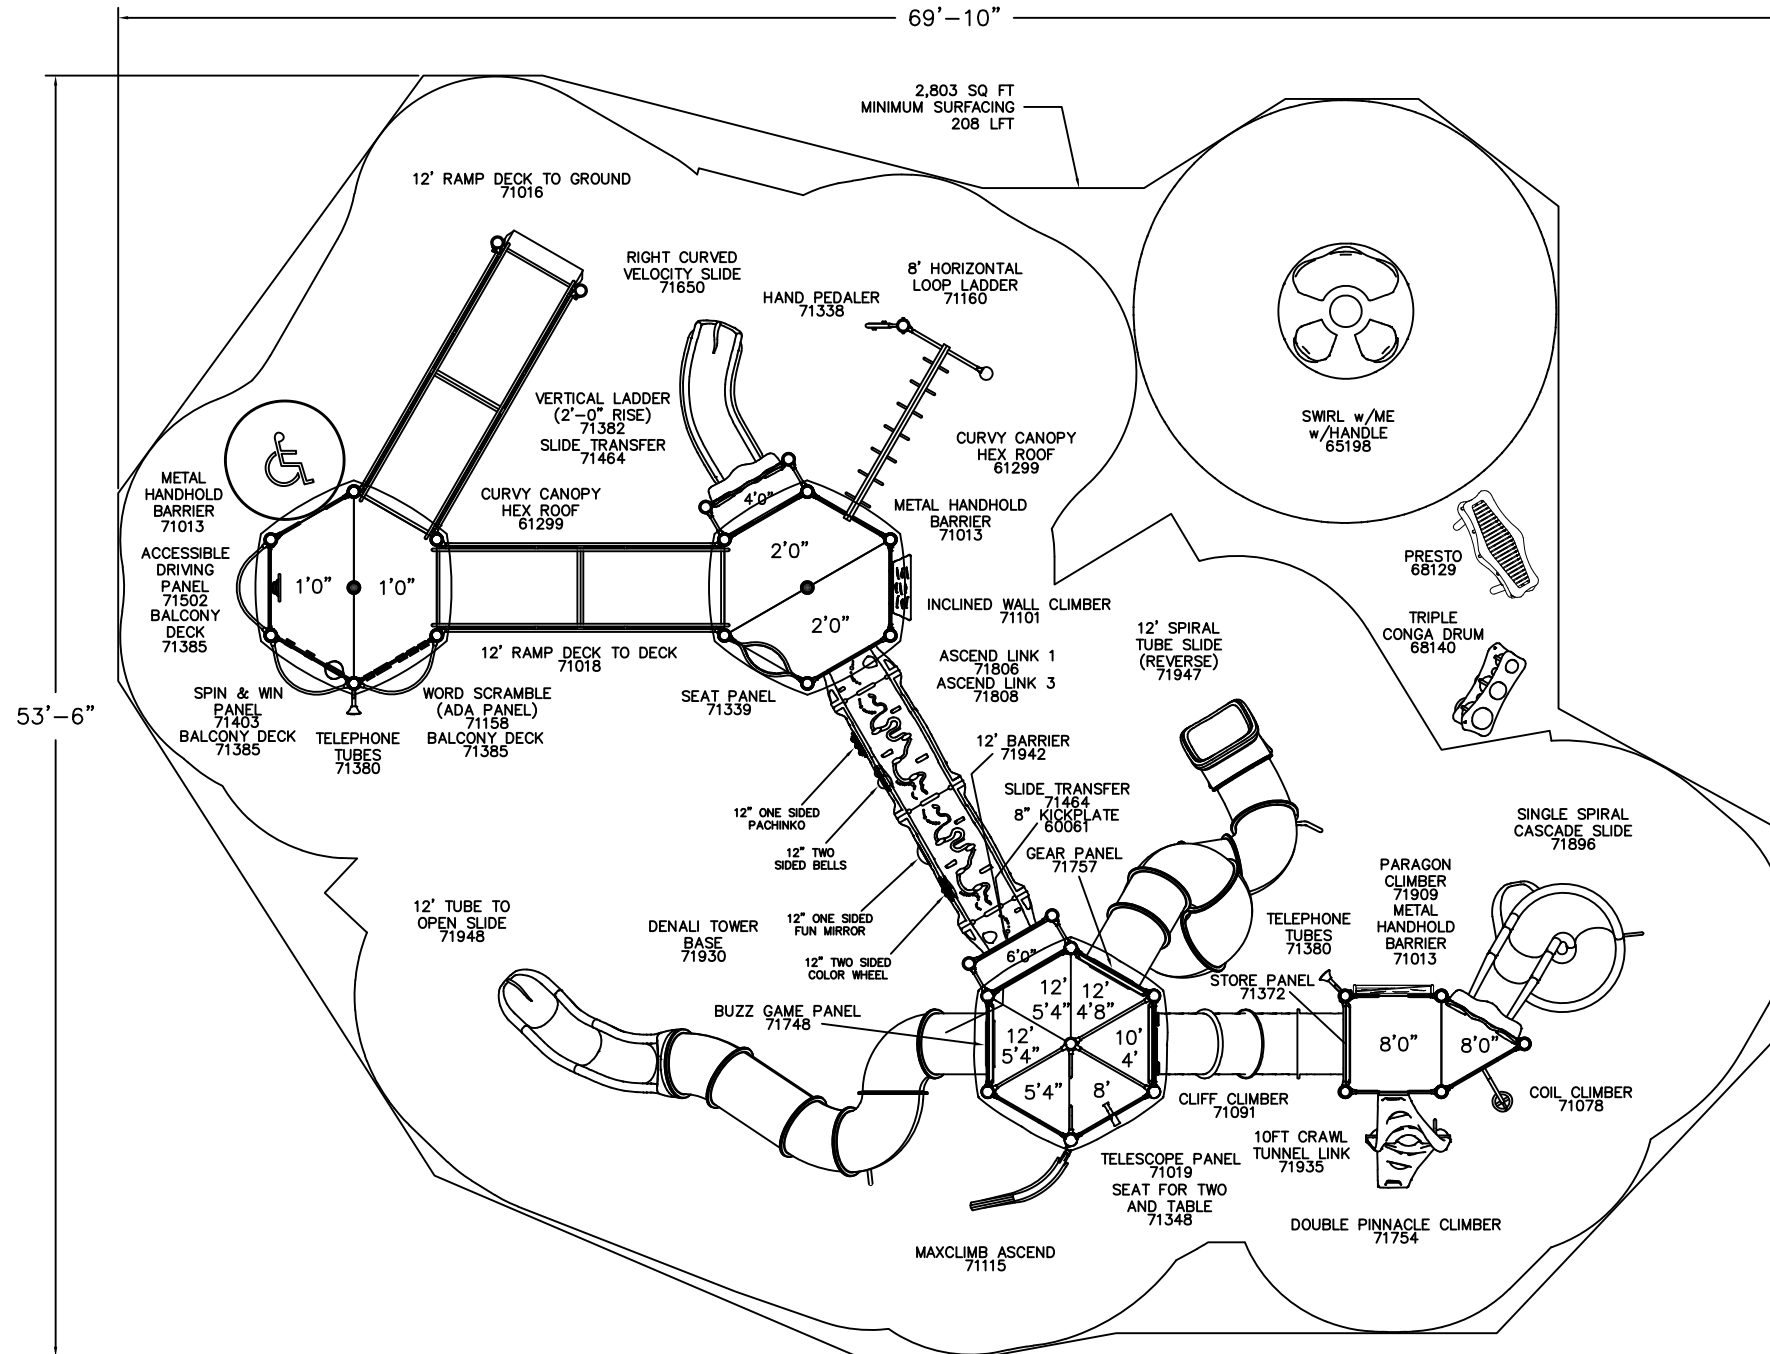 69'-10"
2,803 SQ FT
MINIMUM SURFACING
208 LFT
12' RAMP DECK TO GROUND
71016
RIGHT CURVED
VELOCITY SLIDE
71650
HAND PEDALER
71338
8' HORIZONTAL
LOOP LADDER
71160
VERTICAL LADDER
(2'-0" RISE)
71382
SLIDE TRANSFER
71464
CURVY CANOPY
HEX ROOF
61299
SWIRL w/ME
w/HANDLE
65198
METAL
HANDHOLD
BARRIER
71013
CURVY CANOPY
HEX ROOF
61299
4'0"
METAL HANDHOLD
BARRIER
71013
ACCESSIBLE
DRIVING
PANEL
71502
BALCONY
DECK
71385
1'0"
1'0"
2'0"
2'0"
PRESTO
68129
INCLINED WALL CLIMBER
71101
TRIPLE
CONGA DRUM
68140
12' RAMP DECK TO DECK
71018
ASCEND LINK 1
71806
ASCEND LINK 3
71808
12' SPIRAL
TUBE SLIDE
(REVERSE)
71947
SPIN & WIN
PANEL
71403
BALCONY DECK
71385
TELEPHONE
TUBES
71380
WORD SCRAMBLE
(ADA PANEL)
71158
BALCONY DECK
71385
SEAT PANEL
71339
53'-6"
12' BARRIER
71942
SLIDE TRANSFER
71464
8" KICKPLATE
60061
12" ONE SIDED
PACHINKO
12" TWO
SIDED BELLS
GEAR PANEL
71757
SINGLE SPIRAL
CASCADE SLIDE
71896
PARAGON
CLIMBER
71909
METAL
HANDHOLD
BARRIER
71013
12' TUBE TO
OPEN SLIDE
71948
DENALI TOWER
BASE
71930
12" ONE SIDED
FUN MIRROR
12" TWO SIDED
COLOR WHEEL
TELEPHONE
TUBES
71380
6'0"
STORE PANEL
71372
BUZZ GAME PANEL
71748
12'
5'4"
12'
4'8"
12'
5'4"
10'
4'
5'4"
8'
8'0"
8'0"
CLIFF CLIMBER
71091
COIL CLIMBER
71078
10FT CRAWL
TUNNEL LINK
71935
TELESCOPE PANEL
71019
SEAT FOR TWO
AND TABLE
71348
DOUBLE PINNACLE CLIMBER
71754
MAXCLIMB ASCEND
71115